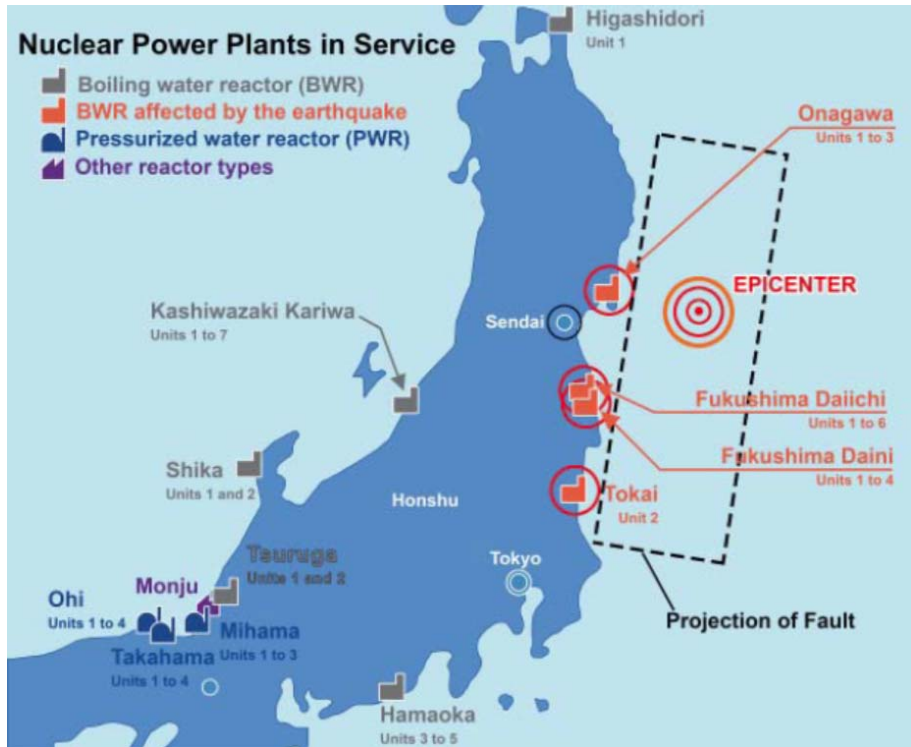 Nuclear Power Plants in Service
Boiling water reactor (BWR)
BWR affected by the earthquake
Pressurized water reactor (PWR)
Other reactor types
Higashidori
Unit 1
Onagawa
Units 1 to 3
EPICENTER
Sendai
Kashiwazaki Kariwa
Units 1 to 7
Fukushima Daiichi
Units 1 to 6
Fukushima Daini
Units 1 to 4
Shika
Units 1 and 2
Honshu
Tokai
Unit 2
Tokyo
Tsuruga
Units 1 and 2
Monju
Ohi
Units 1 to 4
Mihama
Units 1 to 3
Takahama
Units 1 to 4
Projection of Fault
Hamaoka
Units 3 to 5